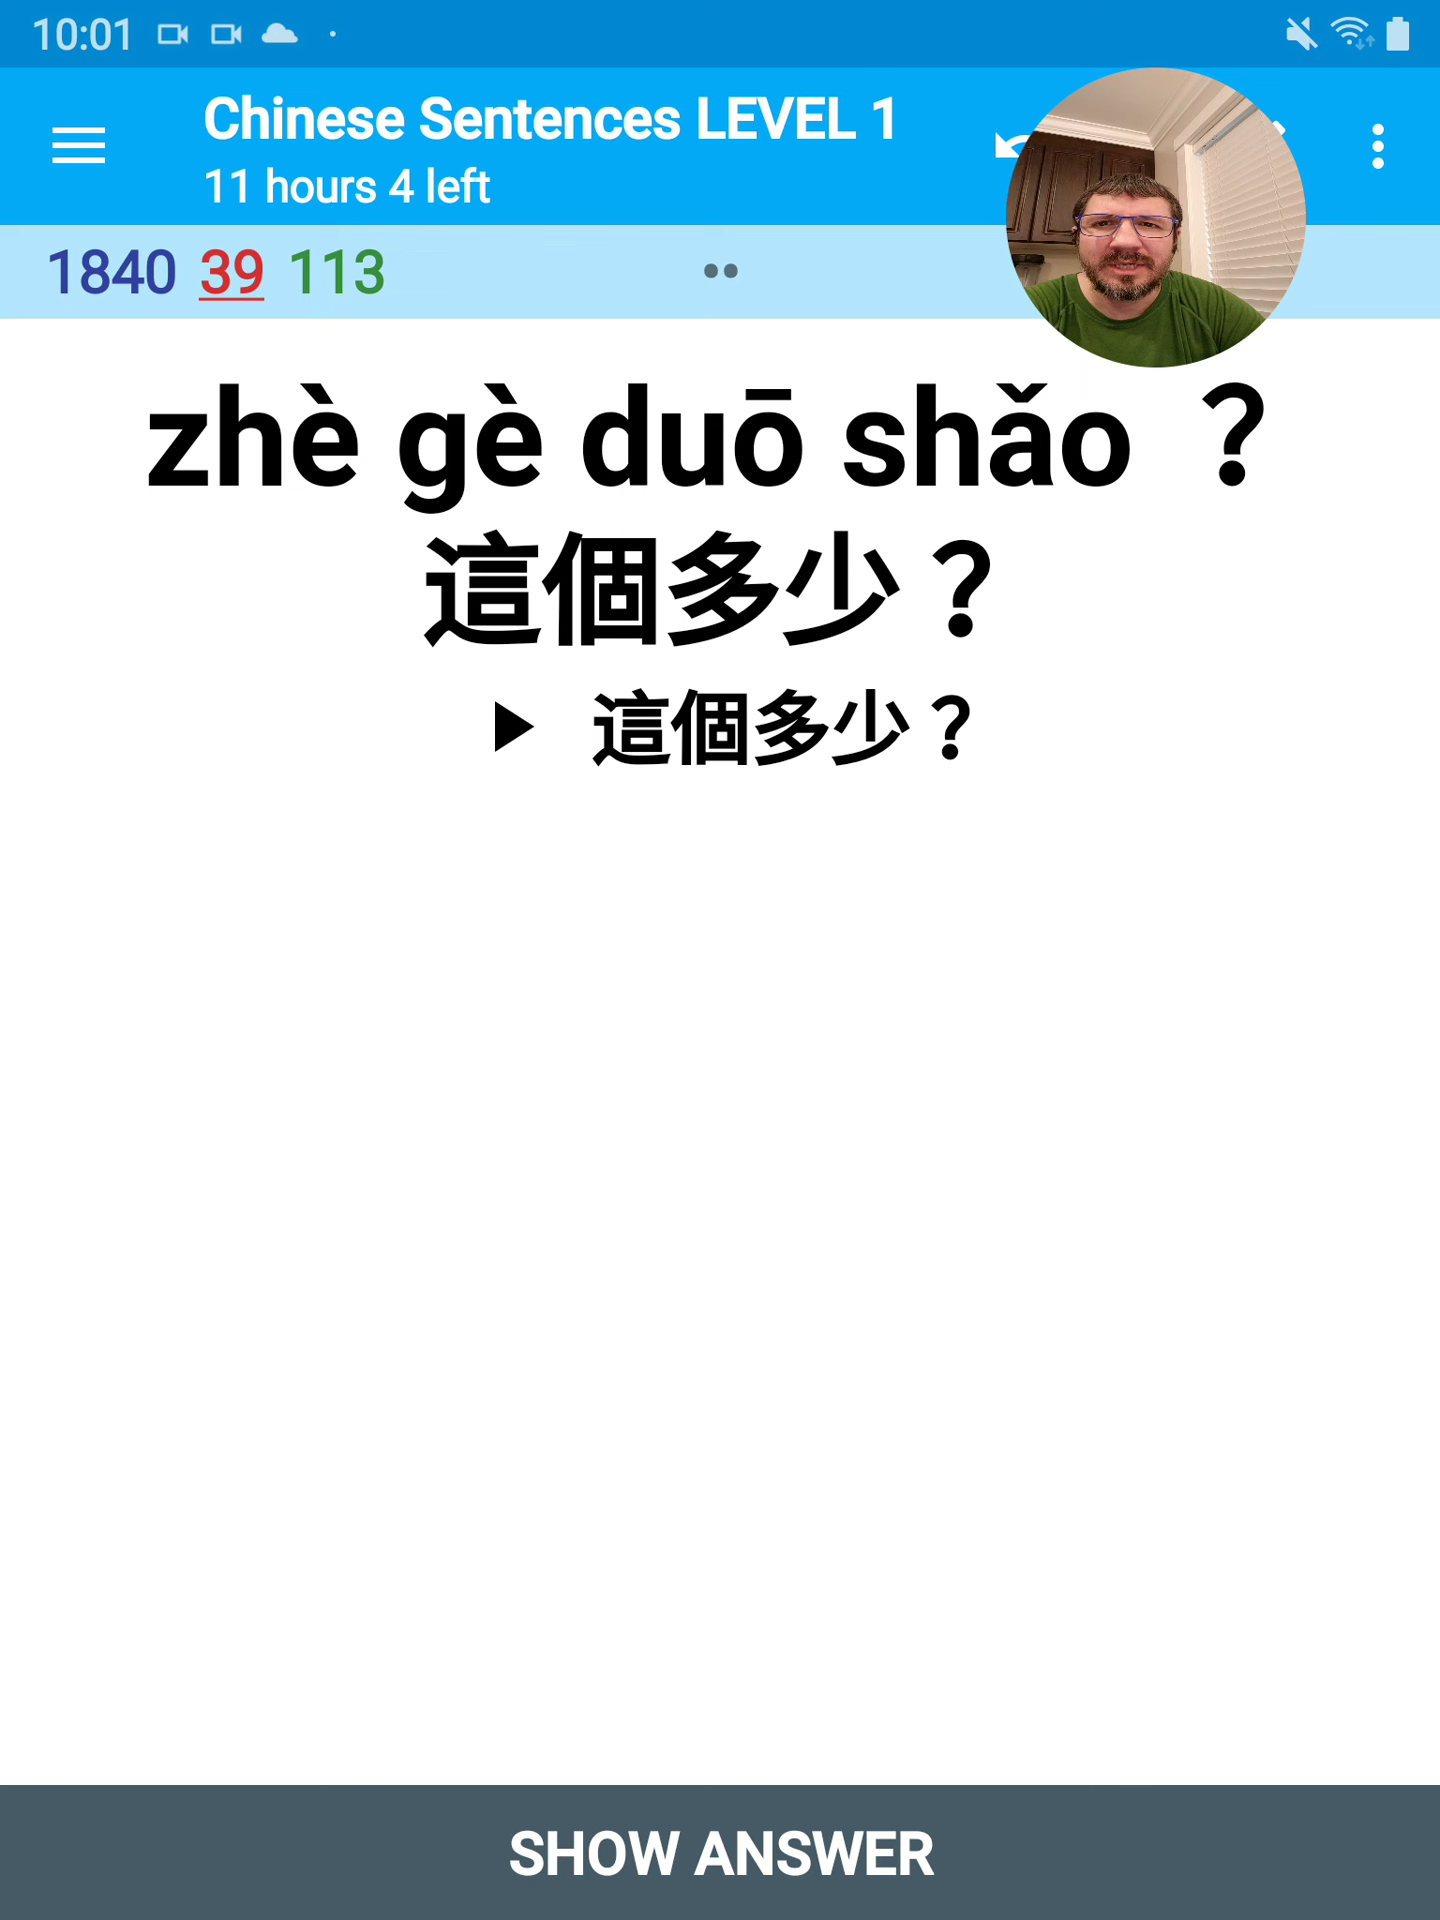 10:01
Chinese Sentences LEVEL 1
11 hours 4 left
1840 39 113
zhè gè duō shǎo ？
這個多少？
這個多少？
SHOW ANSWER